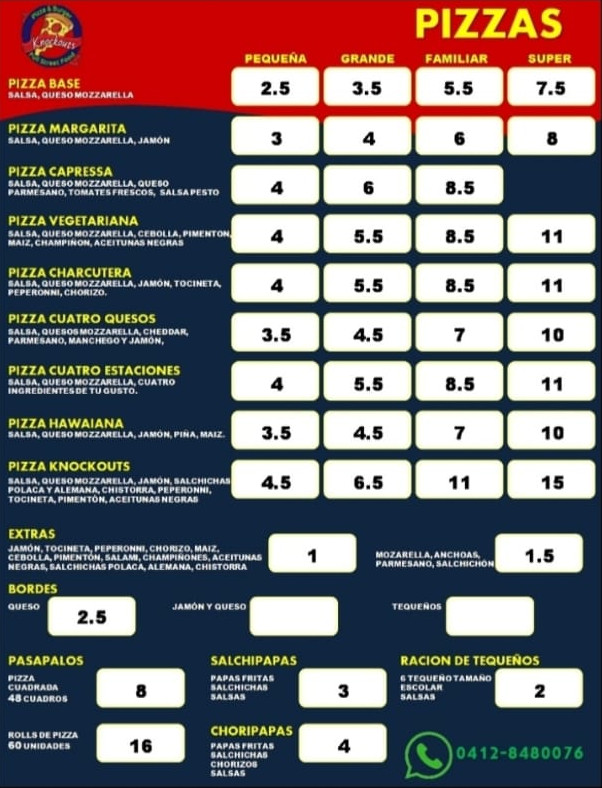 Pizza & Burger
Knockouts
Street Food
PIZZAS
PEQUEÑA GRANDE FAMILIAR SUPER
PIZZA BASE
SALSA, QUESO MOZZARELLA
2.5 3.5 5.5 7.5
PIZZA MARGARITA
SALSA, QUESO MOZZARELLA, JAMÓN
3 4 6 8
PIZZA CAPRESSA
SALSA, QUESO MOZZARELLA, QUESO
PARMESANO, TOMATES FRESCOS, SALSA PESTO
4 6 8.5
PIZZA VEGETARIANA
SALSA, QUESO MOZZARELLA, CEBOLLA, PIMENTON,
MAIZ, CHAMPIÑON, ACEITUNAS NEGRAS
4 5.5 8.5 11
PIZZA CHARCUTERA
SALSA, QUESO MOZZARELLA, JAMÓN, TOCINETA,
PEPERONNI, CHORIZO.
4 5.5 8.5 11
PIZZA CUATRO QUESOS
SALSA, QUESOS MOZZARELLA, CHEDDAR,
PARMESANO, MANCHEGO Y JAMÓN,
3.5 4.5 7 10
PIZZA CUATRO ESTACIONES
SALSA, QUESO MOZZARELLA, CUATRO
INGREDIENTES DE TU GUSTO.
4 5.5 8.5 11
PIZZA HAWAIANA
SALSA, QUESO MOZZARELLA, JAMÓN, PIÑA, MAIZ.
3.5 4.5 7 10
PIZZA KNOCKOUTS
SALSA, QUESO MOZZARELLA, JAMÓN, SALCHICHAS
POLACA Y ALEMANA, CHISTORRA, PEPERONNI,
TOCINETA, PIMENTÓN, ACEITUNAS NEGRAS
4.5 6.5 11 15
EXTRAS
JAMÓN, TOCINETA, PEPERONNI, CHORIZO, MAIZ,
CEBOLLA, PIMENTÓN, SALAMI, CHAMPIÑONES, ACEITUNAS
NEGRAS, SALCHICHAS POLACA, ALEMANA, CHISTORRA
1
MOZARELLA, ANCHOAS,
PARMESANO, SALCHICHÓN
1.5
BORDES
QUESO 2.5 JAMÓN Y QUESO TEQUEÑOS
PASAPALOS
PIZZA
CUADRADA
48 CUADROS
8
ROLLS DE PIZZA
60 UNIDADES
16
SALCHIPAPAS
PAPAS FRITAS
SALCHICHAS
SALSAS
3
CHORIPAPAS
PAPAS FRITAS
SALCHICHAS
CHORIZOS
SALSAS
4
RACION DE TEQUEÑOS
6 TEQUEÑO TAMAÑO
ESCOLAR
SALSAS
2
0412-8480076